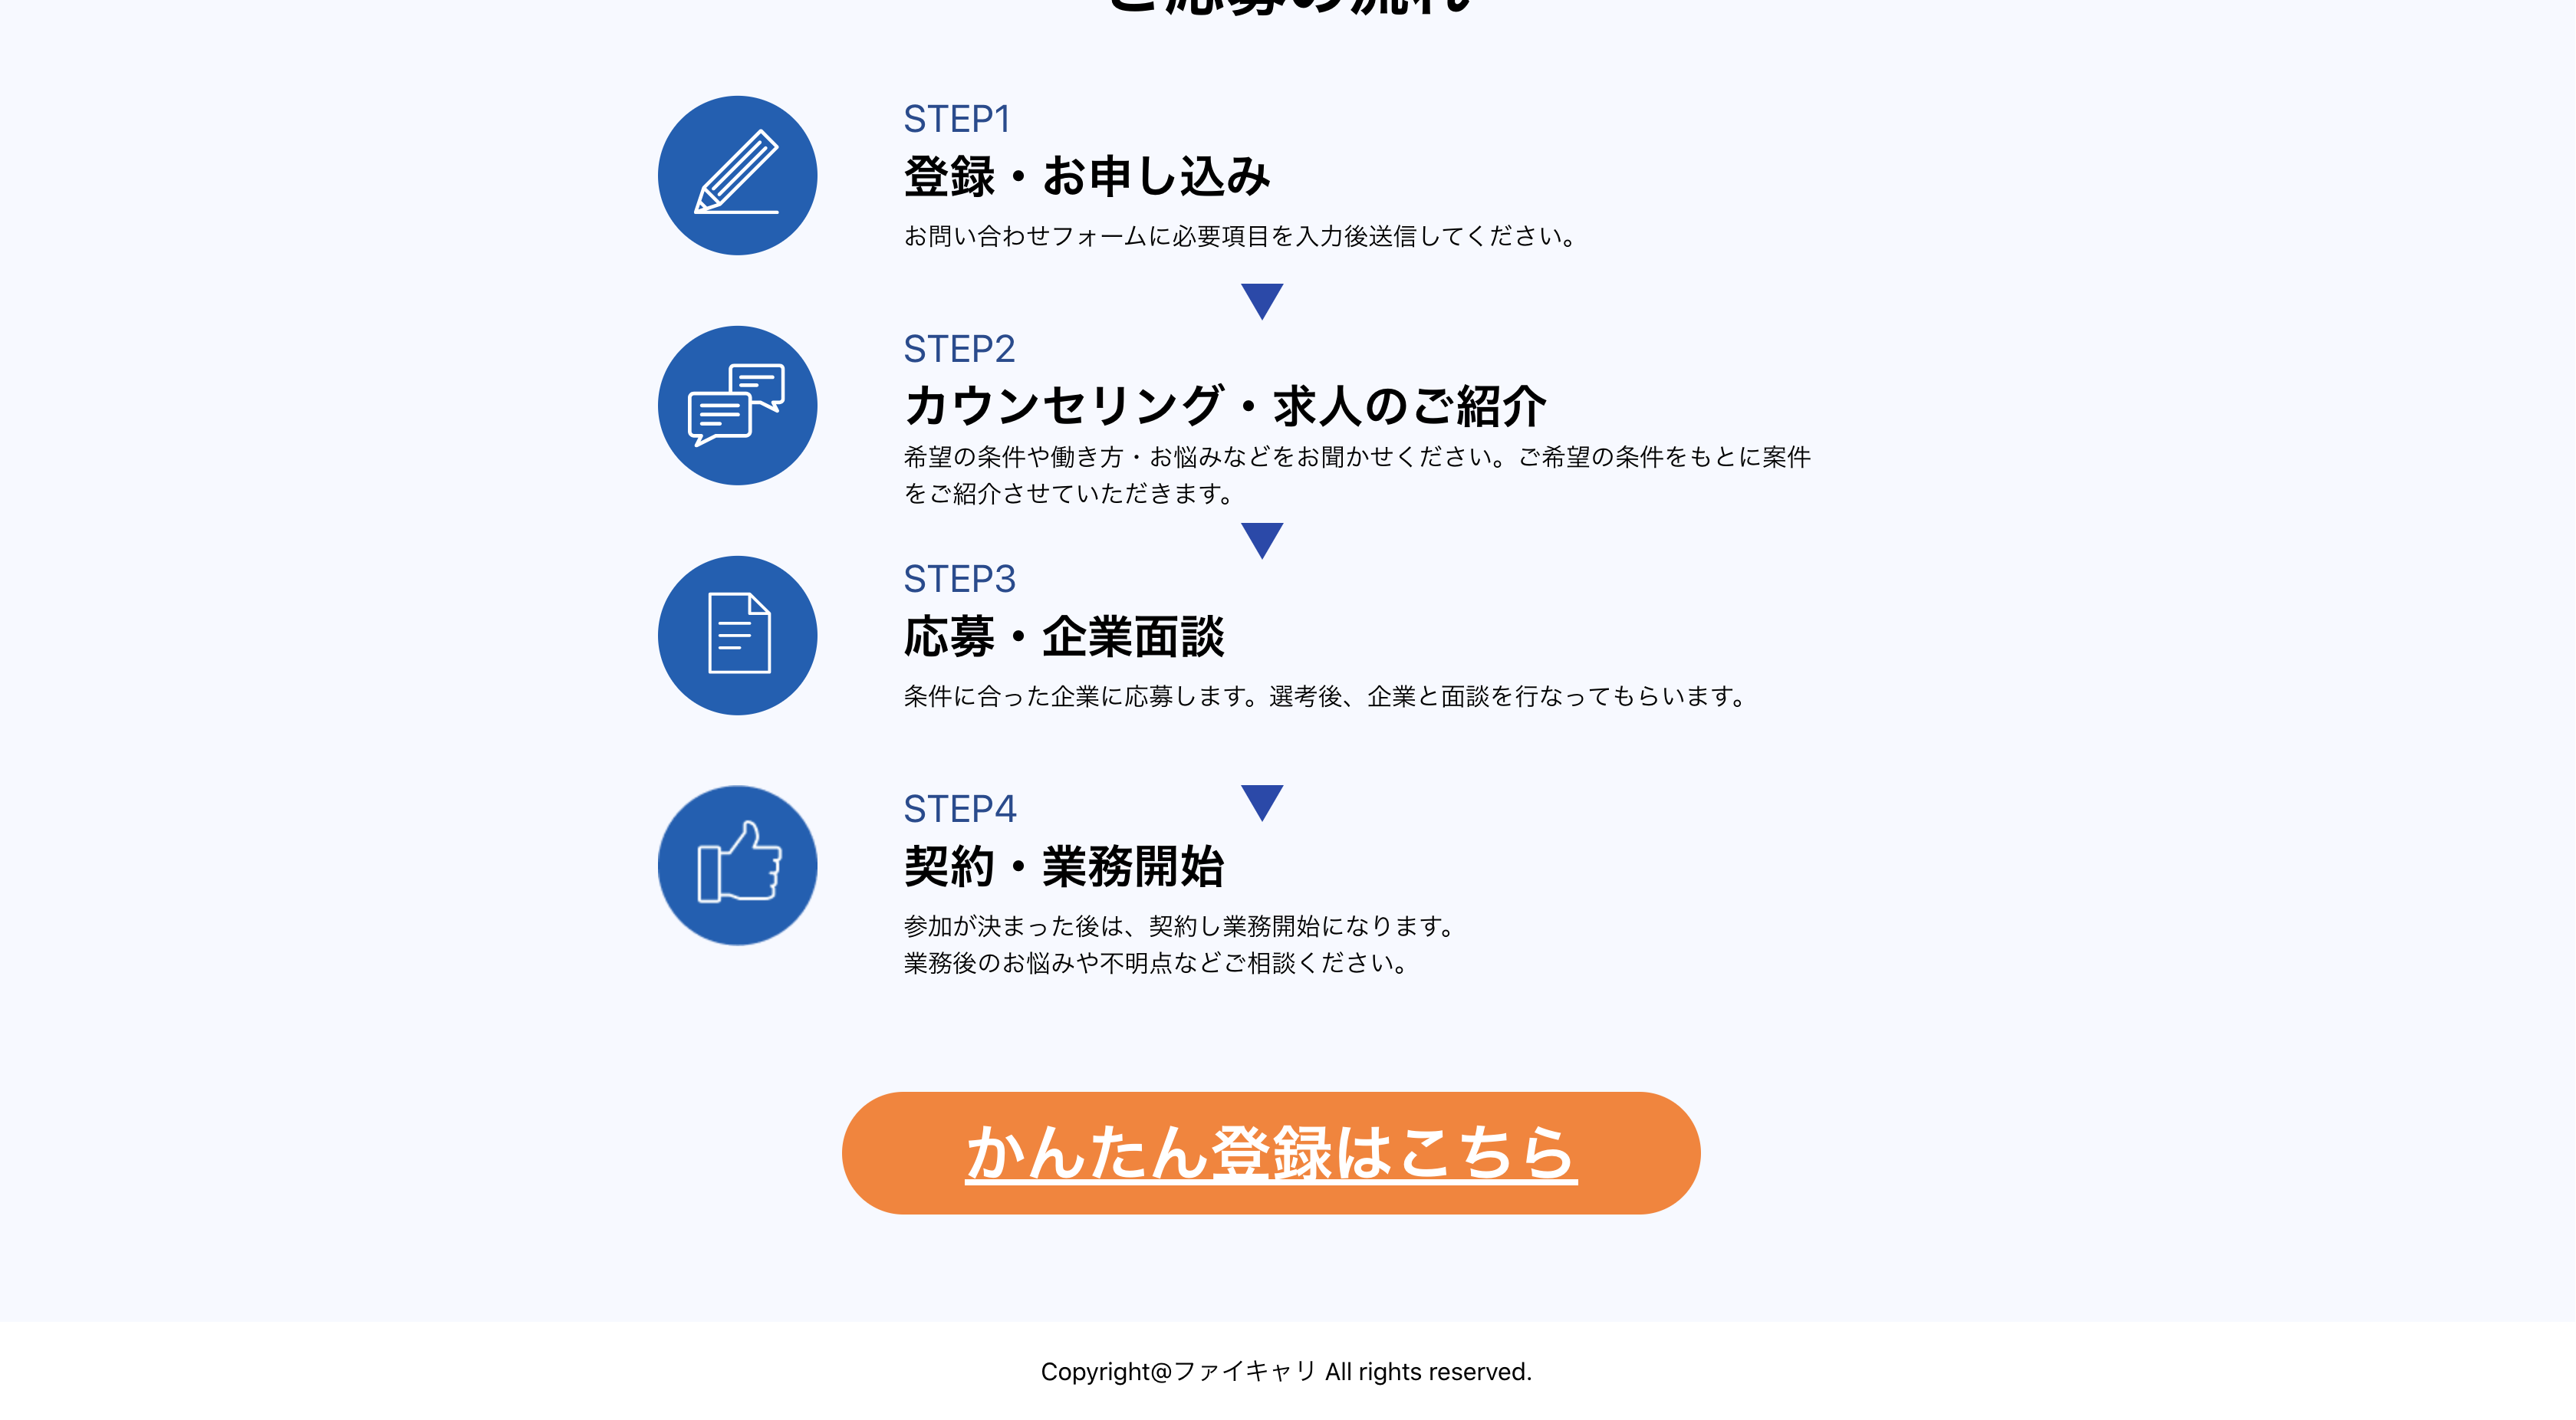 ご応募の流れ
STEP1
登録・お申し込み
お問い合わせフォームに必要項目を入力後送信してください。
STEP2
カウンセリング・求人のご紹介
希望の条件や働き方・お悩みなどをお聞かせください。ご希望の条件をもとに案件
をご紹介させていただきます。
STEP3
応募・企業面談
条件に合った企業に応募します。選考後、企業と面談を行なってもらいます。
STEP4
契約・業務開始
参加が決まった後は、契約し業務開始になります。
業務後のお悩みや不明点などご相談ください。
かんたん登録はこちら
Copyright@ファイキャリ All rights reserved.